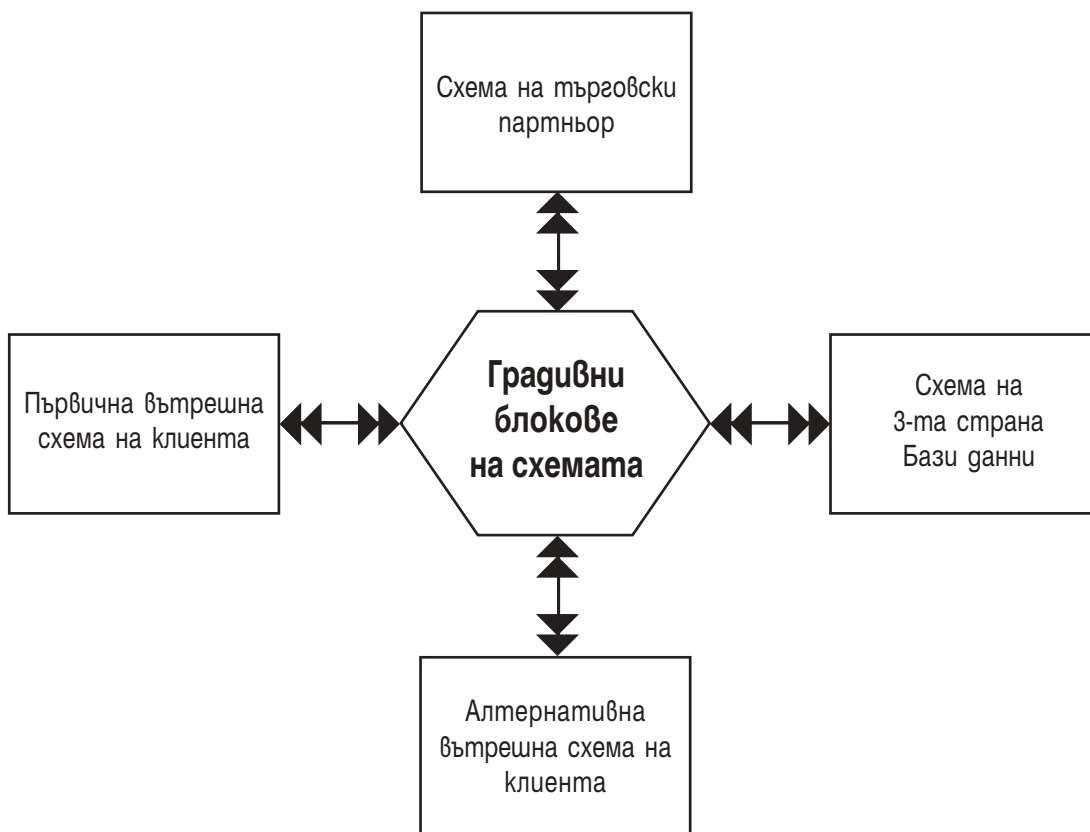 Схема на търговски
партньор
Първична вътрешна
схема на клиента
Градивни
блокове
на схемата
Схема на
3-та страна
Бази данни
Алтернативна
вътрешна схема на
клиента